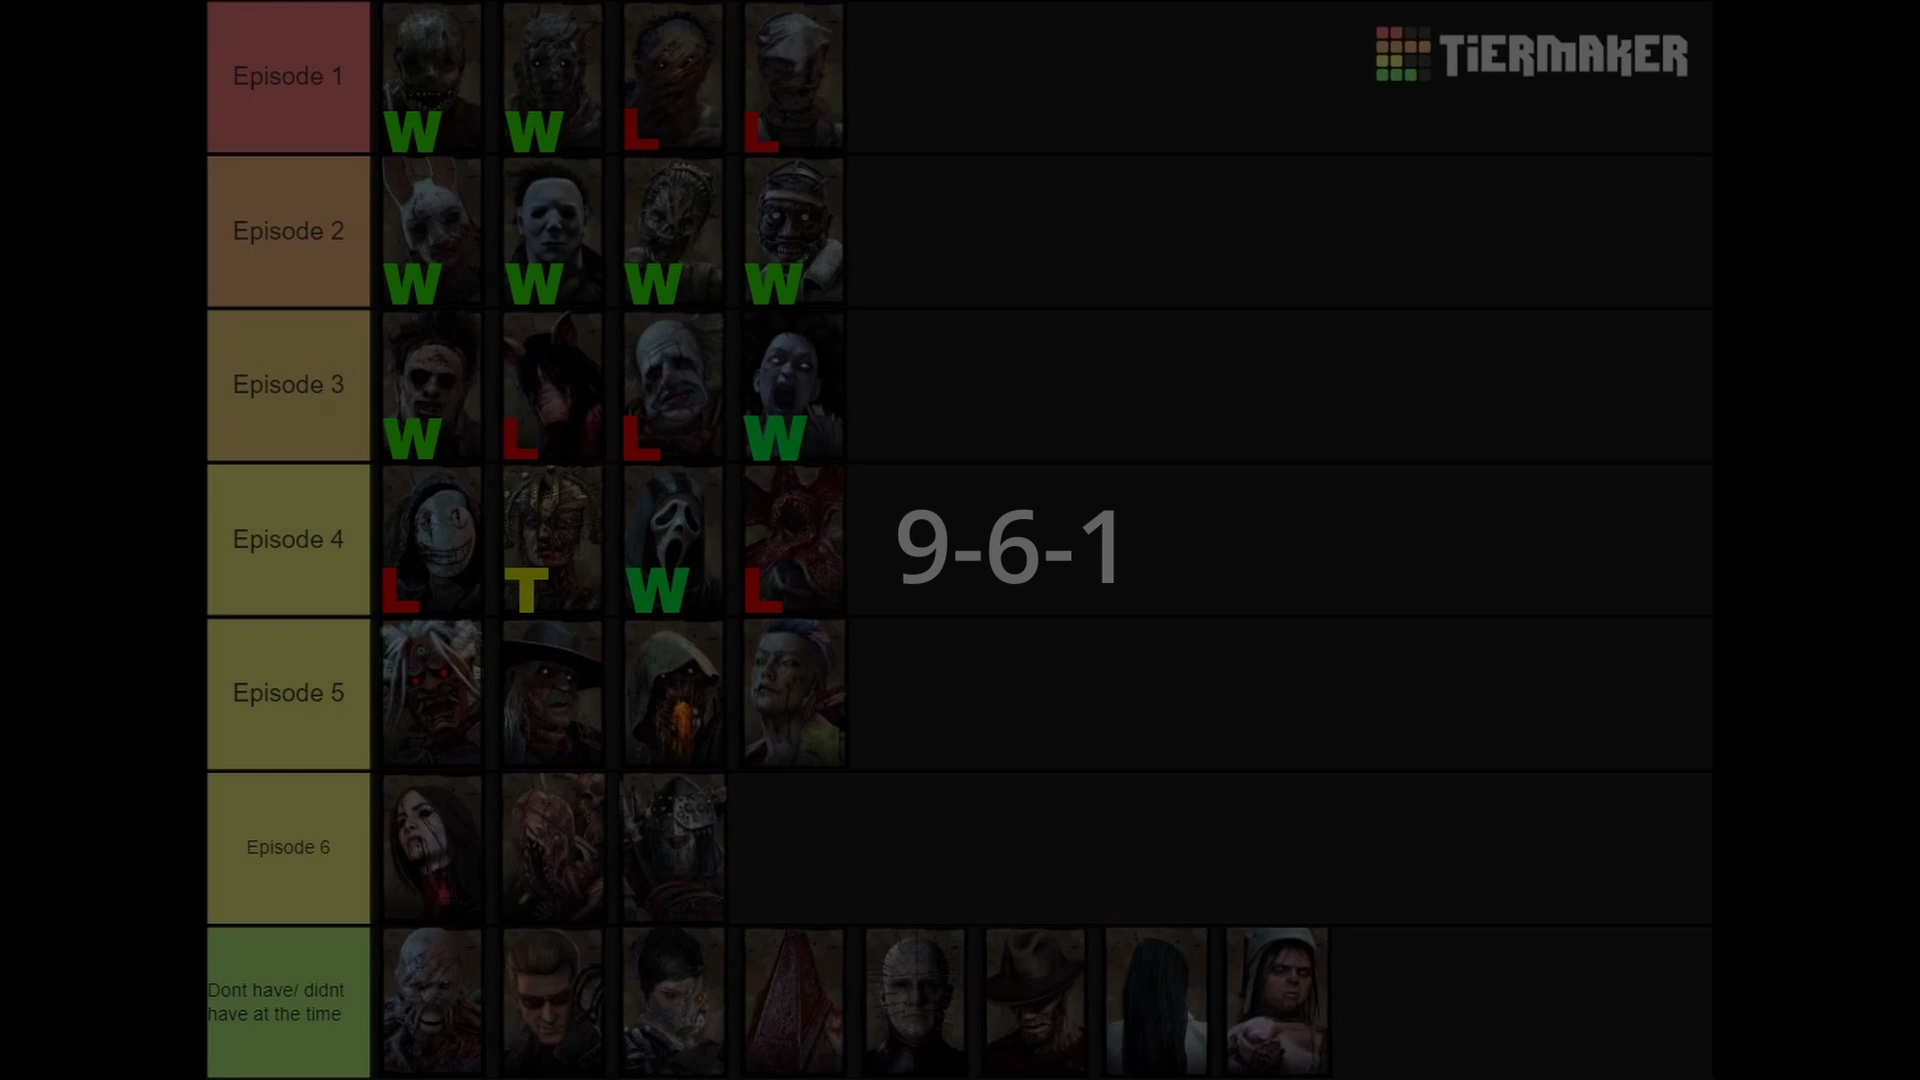 TiERMAKER
Episode 1
W W L L
Episode 2
W W W W
Episode 3
W L L W
Episode 4
L T W L
9-6-1
Episode 5
Episode 6
Dont have/ didnt
have at the time